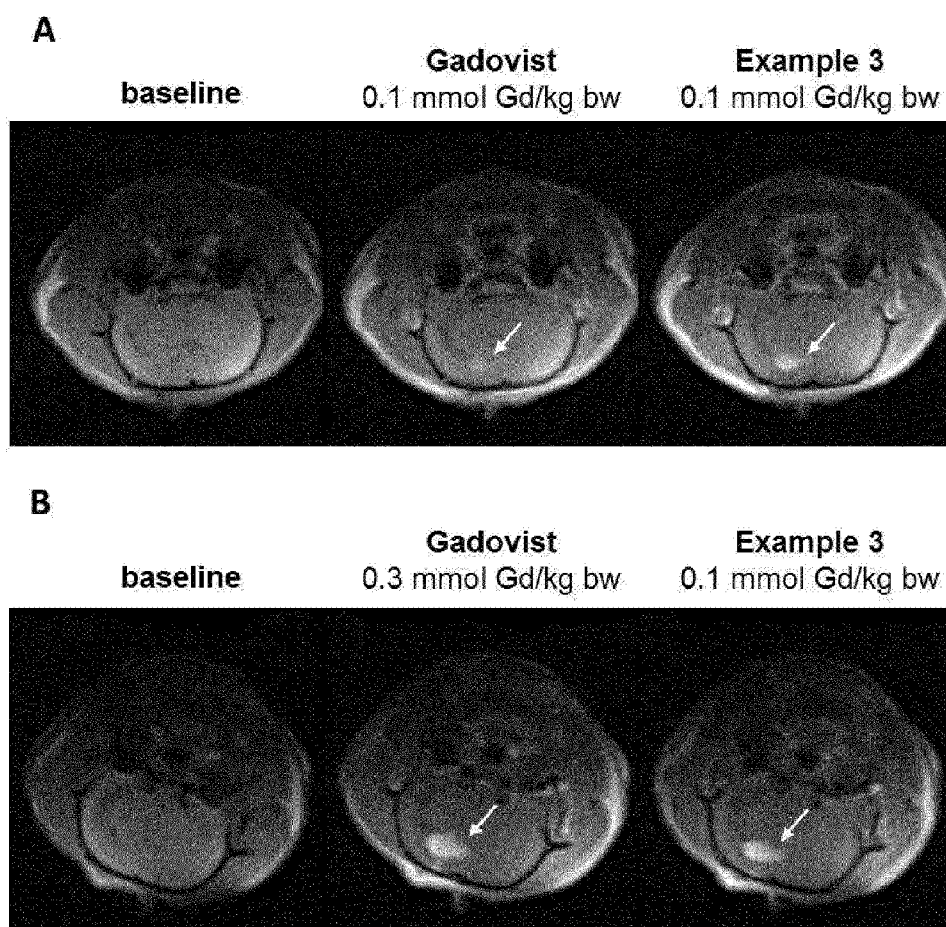 A
baseline
Gadovist
0.1 mmol Gd/kg bw
Example 3
0.1 mmol Gd/kg bw
B
baseline
Gadovist
0.3 mmol Gd/kg bw
Example 3
0.1 mmol Gd/kg bw